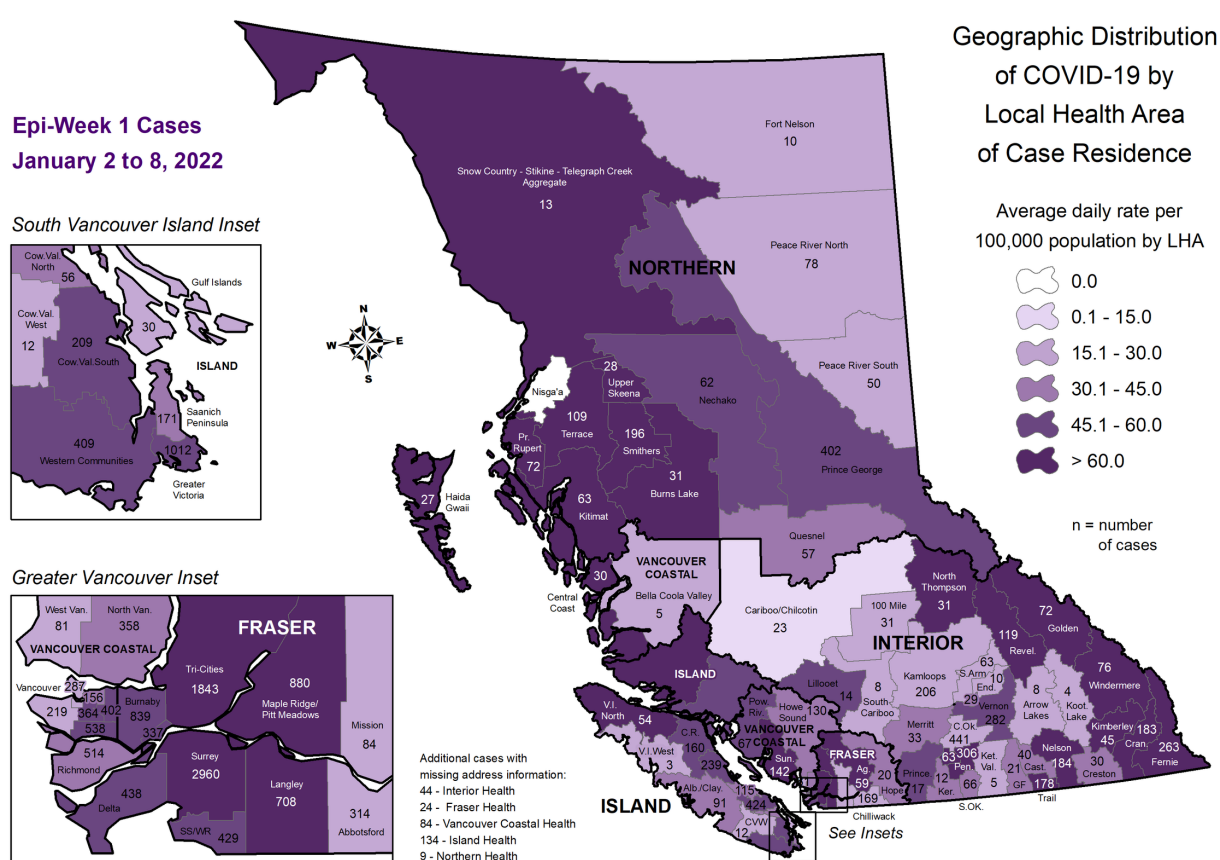 Geographic Distribution
of COVID-19 by
Local Health Area
of Case Residence
Epi-Week 1 Cases
January 2 to 8, 2022
Average daily rate per
100,000 population by LHA
0.0
0.1 - 15.0
15.1 - 30.0
30.1 - 45.0
45.1 - 60.0
> 60.0
n = number
of cases
South Vancouver Island Inset
Cow.Val.
North
56
Gulf Islands
30
Cow.Val.
West
12
209
Cow.Val.South
ISLAND
Saanich
Peninsula
171
409
Western Communities
1012
Greater
Victoria
Greater Vancouver Inset
West Van.
81
North Van.
358
VANCOUVER COASTAL
FRASER
Tri-Cities
1843
880
Maple Ridge/
Pitt Meadows
Vancouver
287
156
219
364
402
538
Burnaby
839
337
Mission
84
514
Richmond
Surrey
2960
Langley
708
Delta
438
SS/WR
429
314
Abbotsford
N
W
E
S
Fort Nelson
10
Snow Country - Stikine - Telegraph Creek
Aggregate
13
NORTHERN
Peace River North
78
Peace River South
50
Nisga'a
28
Upper
Skeena
62
Nechako
109
Terrace
196
Smithers
Pr.
Rupert
72
31
Burns Lake
402
Prince George
27
Haida
Gwaii
63
Kitimat
Quesnel
57
30
Central
Coast
VANCOUVER
COASTAL
Bella Coola Valley
5
Cariboo/Chilcotin
23
100 Mile
31
North
Thompson
31
INTERIOR
72
Golden
119
Revel.
76
Windermere
ISLAND
Lillooet
14
8
South
Cariboo
Kamloops
206
63
S.Arm
10
End.
29
Vernon
282
8
Arrow
Lakes
4
Koot.
Lake
Kimberley
45
183
Cran.
263
Fernie
V.I.
North
54
Pow.
Riv.
67
Howe
Sound
130
VANCOUVER
COASTAL
Merritt
33
C.OK.
441
V.I.West
3
C.R.
160
239
Sun.
142
FRASER
Ag.
59
20
Hope
Prince.
17
63
306
Pen.
12
Ker.
66
S.OK.
Ket.
Val.
5
40
Cast.
21
GF
Nelson
184
178
Trail
30
Creston
ISLAND
Alb./Clay.
91
115
424
CVW
12
169
Chilliwack
See Insets
Additional cases with
missing address information:
44 - Interior Health
24 - Fraser Health
84 - Vancouver Coastal Health
134 - Island Health
9 - Northern Health